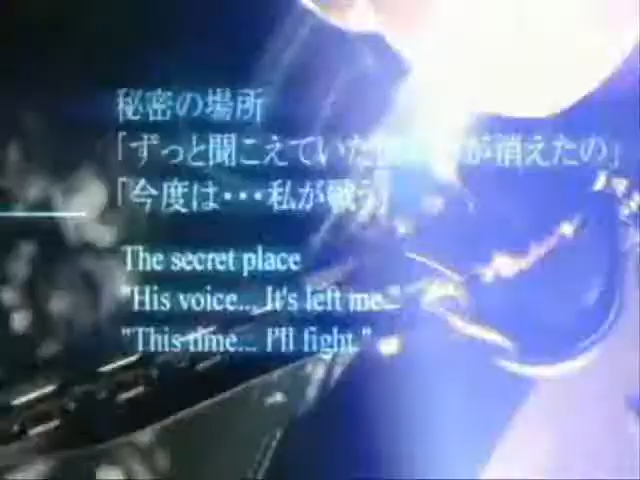 秘密の場所
「ずっと聞こえていた が消えたの」
「今度は・・・私が戦う」
The secret place
"His voice... It's left me."
"This time... I'll fight."